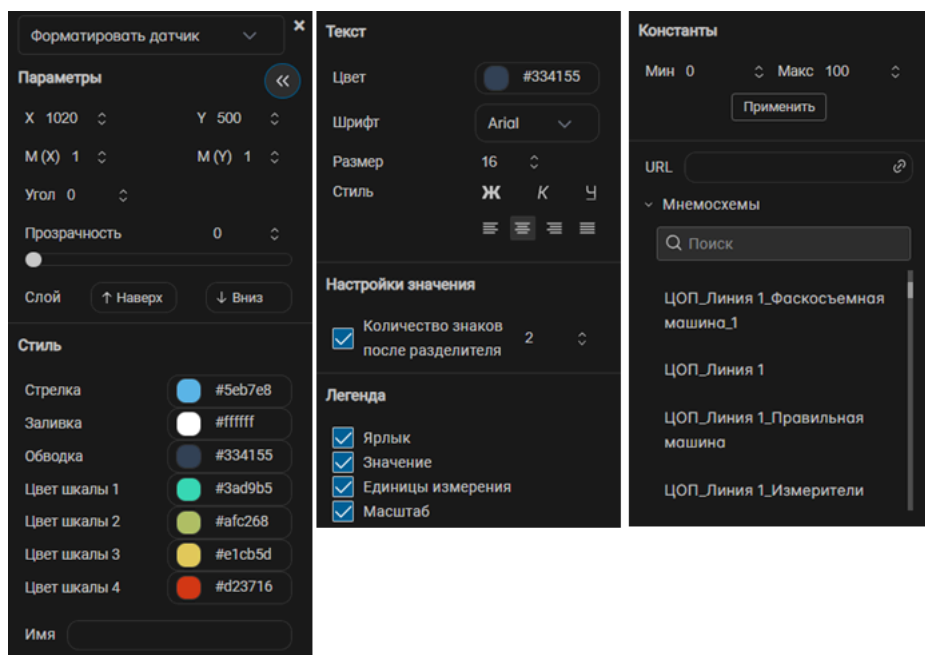 Форматировать датчик
Параметры
X 1020 Y 500
M (X) 1 M (Y) 1
Угол 0
Прозрачность 0
Слой ↑ Наверх ↓ Вниз
Стиль
Стрелка #5eb7e8
Заливка #ffffff
Обводка #334155
Цвет шкалы 1 #3ad9b5
Цвет шкалы 2 #afc268
Цвет шкалы 3 #e1cb5d
Цвет шкалы 4 #d23716
Имя
Текст
Цвет #334155
Шрифт Arial
Размер 16
Стиль Ж К Ч
Настройки значения
Количество знаков
после разделителя 2
Легенда
Ярлык
Значение
Единицы измерения
Масштаб
Константы
Мин 0 Макс 100
Применить
URL
Мнемосхемы
Поиск
ЦОП_Линия 1_Фаскосъемная
машина_1
ЦОП_Линия 1
ЦОП_Линия 1_Правильная
машина
ЦОП_Линия 1_Измерители